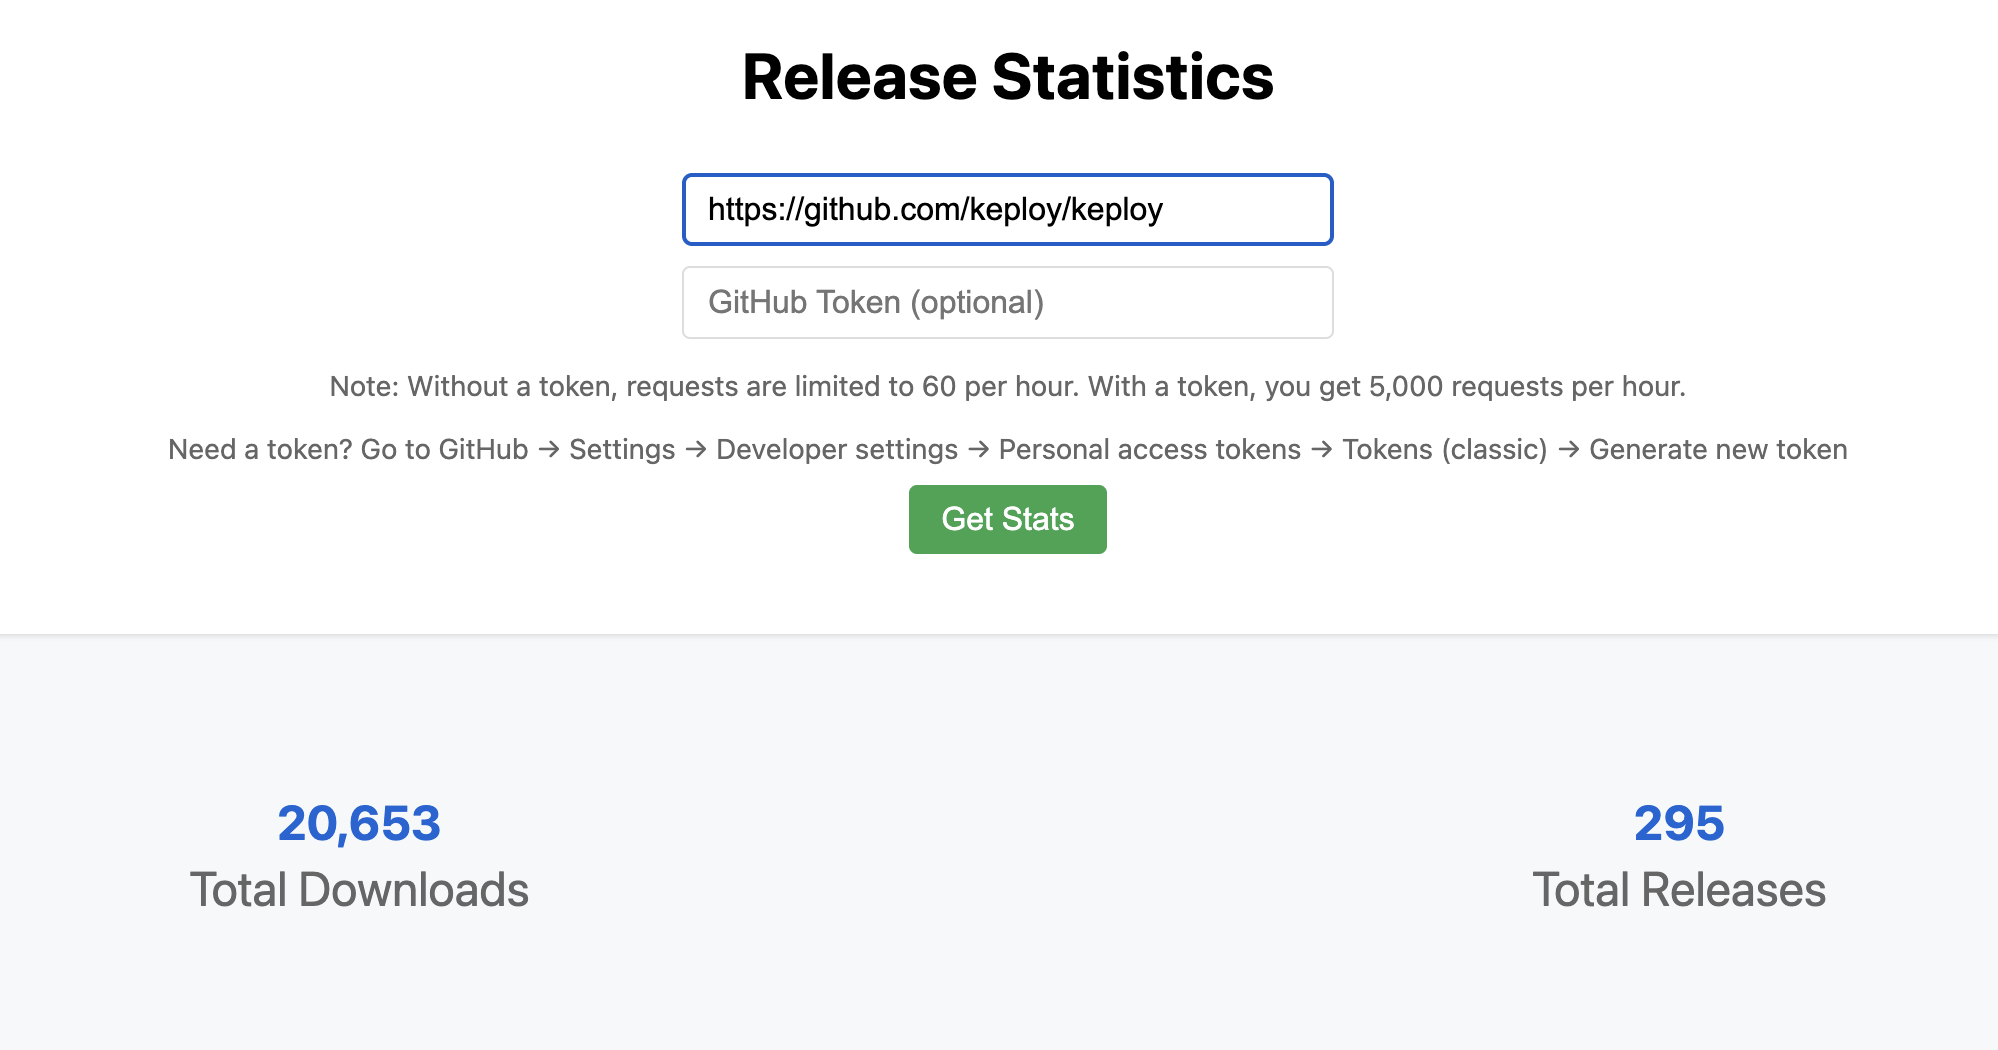 Release Statistics
https://github.com/keploy/keploy
GitHub Token (optional)
Note: Without a token, requests are limited to 60 per hour. With a token, you get 5,000 requests per hour.
Need a token? Go to GitHub → Settings → Developer settings → Personal access tokens → Tokens (classic) → Generate new token
Get Stats
20,653
Total Downloads
295
Total Releases